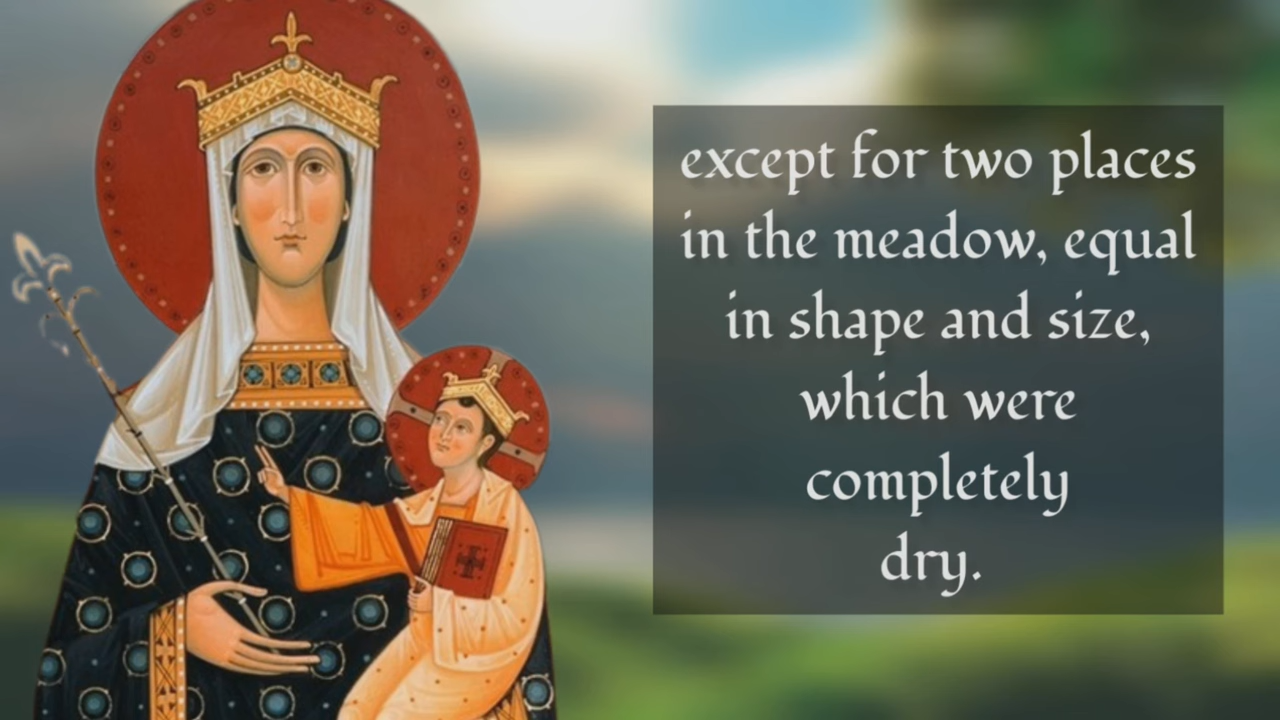 except for two places
in the meadow, equal
in shape and size,
which were
completely
dry.